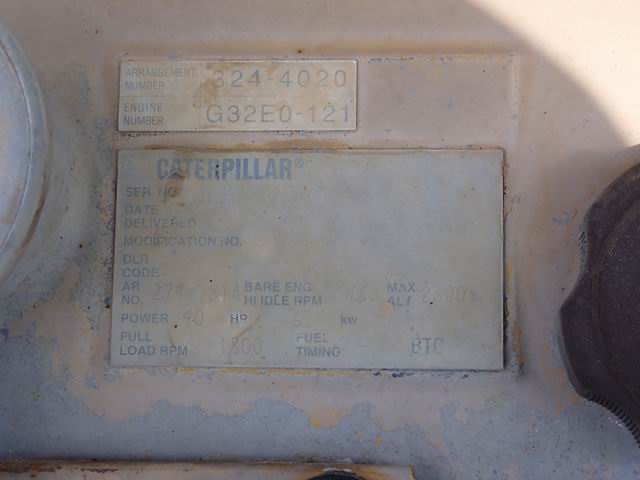 ARRANGEMENT NUMBER 324-4020
ENGINE NUMBER G32E0-121
CATERPILLAR®
SER. NO.
DATE
DELIVERED
MODIFICATION NO.
DLR
CODE
AR NO. BARE ENG. HI IDLE RPM MAX. ALT
POWER 90 HP kw
FULL LOAD RPM 1800 FUEL TIMING - BTC